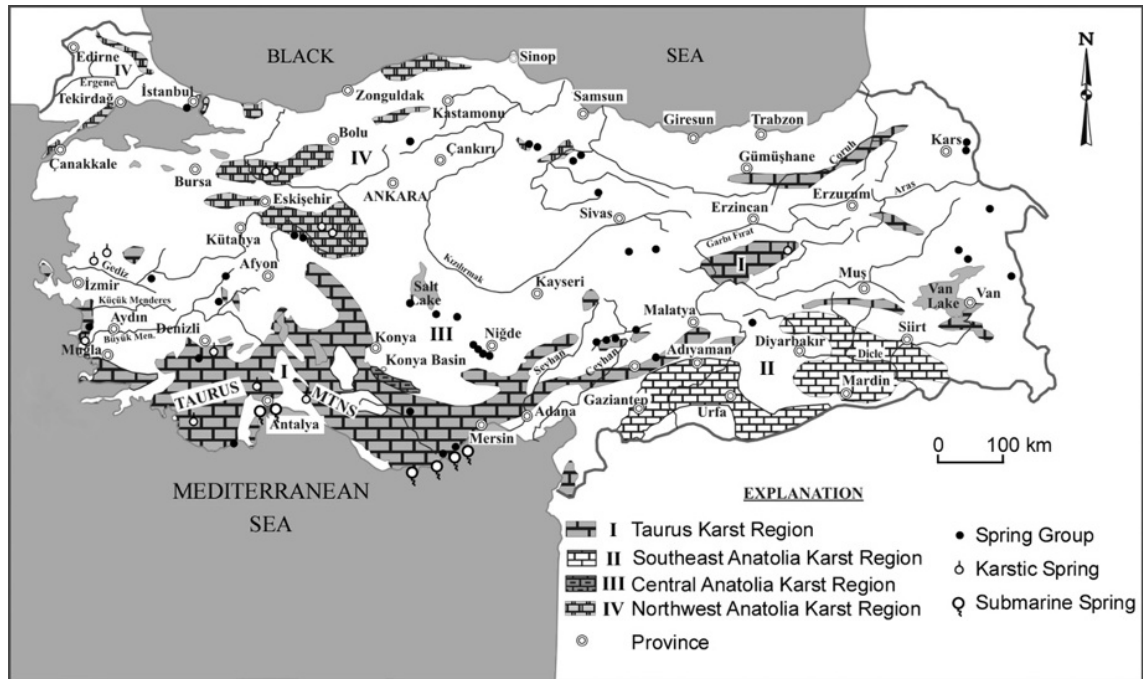 BLACK
SEA
Sinop
N
Edirne
IV
Ergene
Tekirdağ
İstanbul
Zonguldak
Kastamonu
Samsun
Giresun
Trabzon
Kars
Çanakkale
Bolu
IV
Çankırı
Gümüşhane
Çoruh
Bursa
ANKARA
Eskişehir
Sivas
Erzincan
Erzurum
Aras
Kütahya
Garbi Fırat
Gediz
Afyon
Kızılırmak
I
İzmir
Salt
Lake
Kayseri
Muş
Van
Lake
Van
Küçük Menderes
Aydın
Denizli
Büyük Men.
III
Malatya
Muğla
Konya
Niğde
Siirt
Konya Basin
Seyhan
Ceyhan
Adıyaman
Diyarbakır
Dicle
I
II
TAURUS
MTNS
Gaziantep
Urfa
Mardin
Antalya
Adana
Mersin
0
100 km
MEDITERRANEAN
SEA
EXPLANATION
I Taurus Karst Region
II Southeast Anatolia Karst Region
III Central Anatolia Karst Region
IV Northwest Anatolia Karst Region
Province
Spring Group
Karstic Spring
Submarine Spring